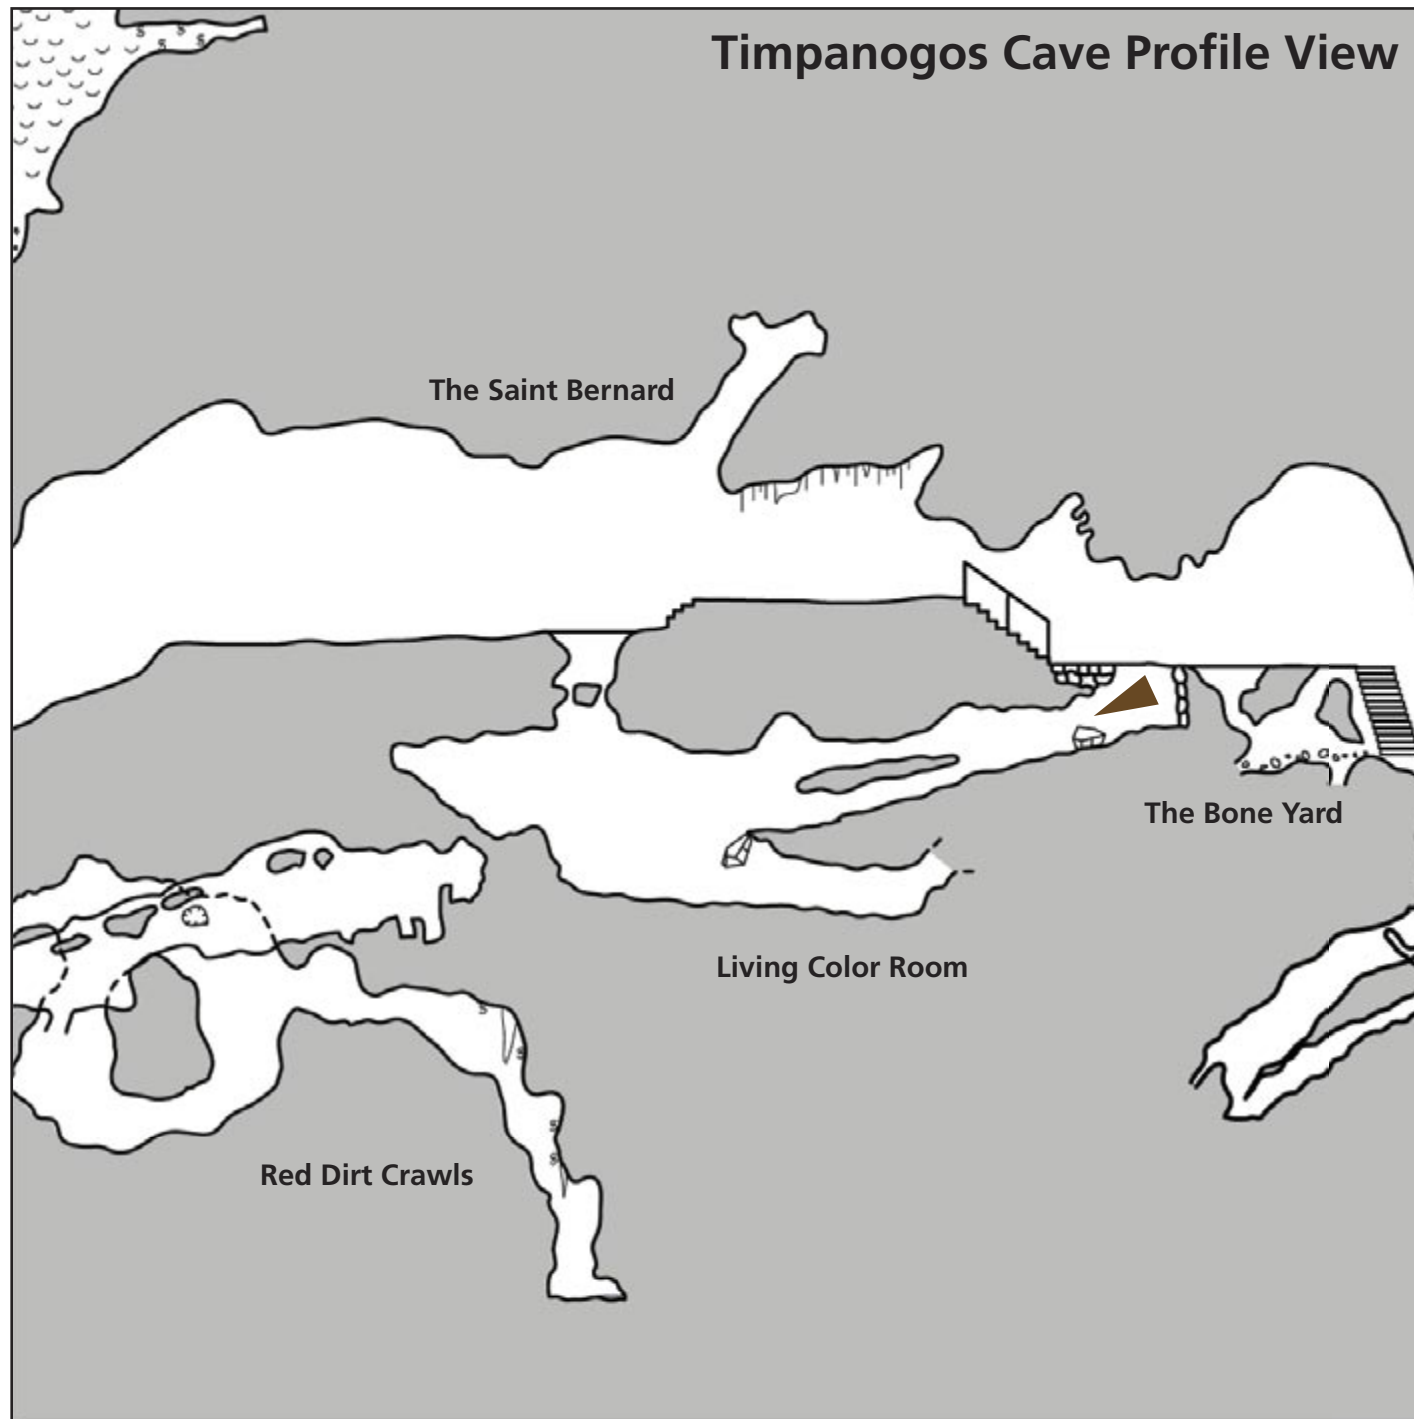 Timpanogos Cave Profile View
The Saint Bernard
The Bone Yard
Living Color Room
Red Dirt Crawls